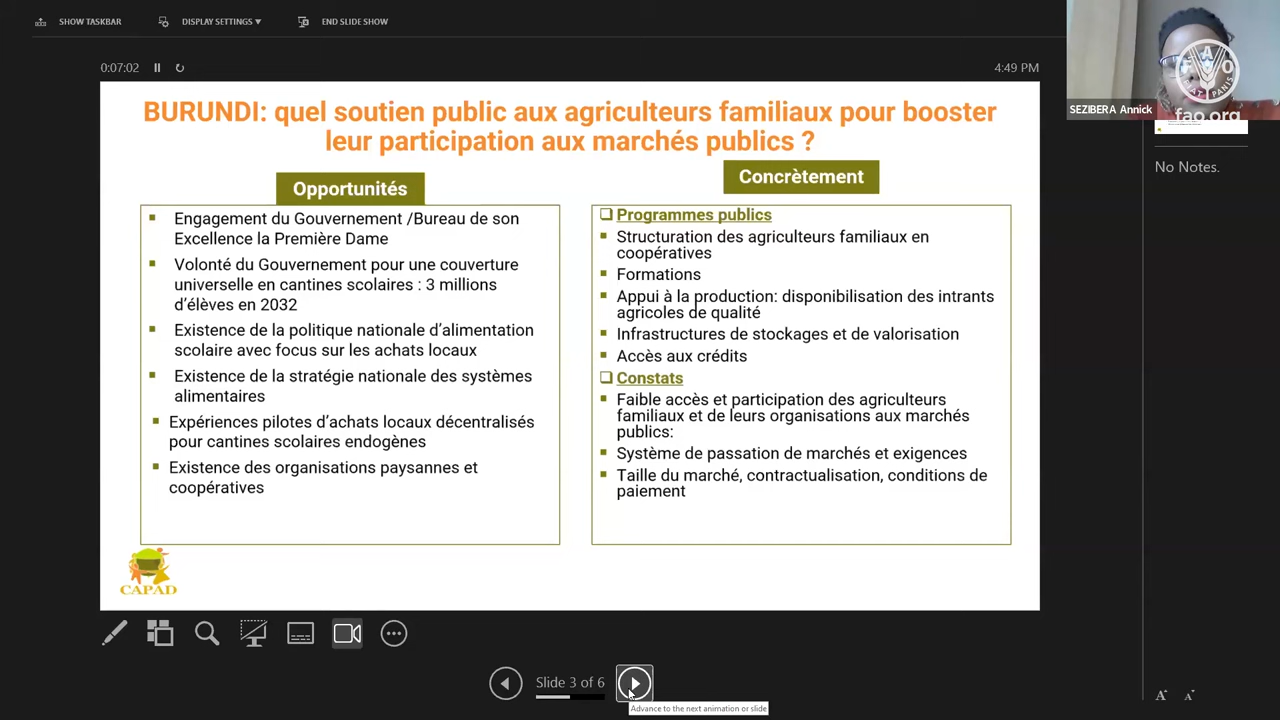 SHOW TASKBAR
DISPLAY SETTINGS ▼
END SLIDE SHOW
0:07:02
4:49 PM
FAO
FIAT PANIS
fao.org
SEZIBERA Annick
No Notes.
BURUNDI: quel soutien public aux agriculteurs familiaux pour booster
leur participation aux marchés publics ?
Opportunités
Engagement du Gouvernement /Bureau de son
Excellence la Première Dame
Volonté du Gouvernement pour une couverture
universelle en cantines scolaires : 3 millions
d’élèves en 2032
Existence de la politique nationale d’alimentation
scolaire avec focus sur les achats locaux
Existence de la stratégie nationale des systèmes
alimentaires
Expériences pilotes d’achats locaux décentralisés
pour cantines scolaires endogènes
Existence des organisations paysannes et
coopératives
Concrètement
Programmes publics
Structuration des agriculteurs familiaux en
coopératives
Formations
Appui à la production: disponibilisation des intrants
agricoles de qualité
Infrastructures de stockages et de valorisation
Accès aux crédits
Constats
Faible accès et participation des agriculteurs
familiaux et de leurs organisations aux marchés
publics:
Système de passation de marchés et exigences
Taille du marché, contractualisation, conditions de
paiement
CAPAD
Slide 3 of 6
Advance to the next animation or slide
A A